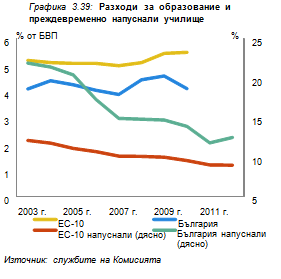 Графика 3.39: Разходи за образование и
преждевременно напуснали училище
% от БВП
%
6
25
5
20
4
3
15
2
10
1
0
5
2003 г.
2005 г.
2007 г.
2009 г.
2011 г.
ЕС-10
България
ЕС-10 напуснали (дясно)
България напуснали
(дясно)
Източник: службите на Комисията